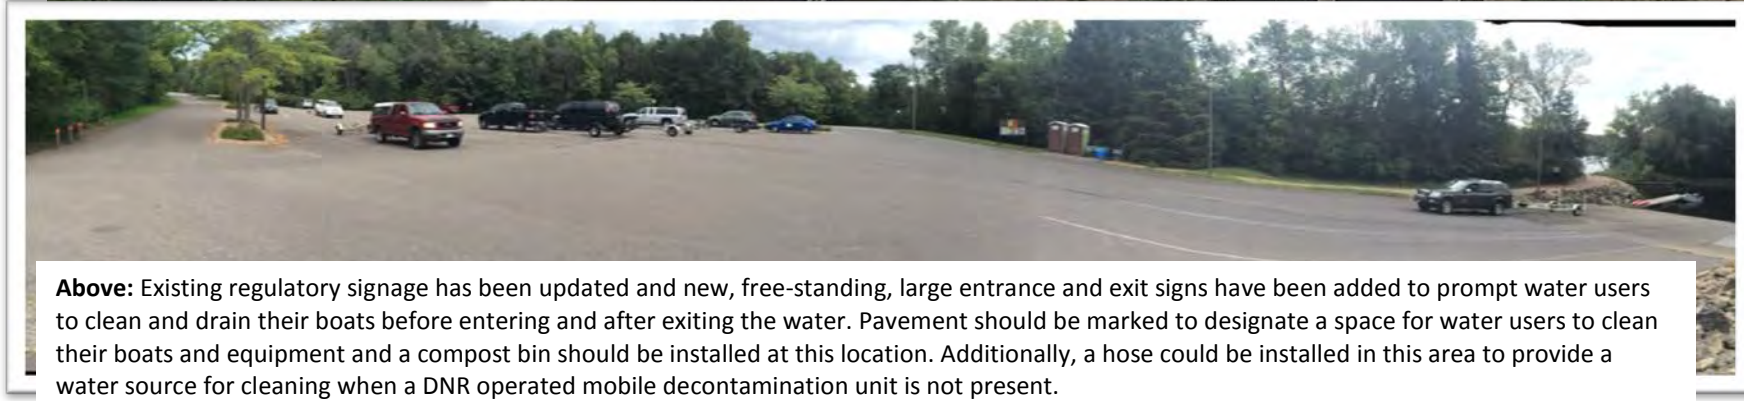 Above: Existing regulatory signage has been updated and new, free-standing, large entrance and exit signs have been added to prompt water users
to clean and drain their boats before entering and after exiting the water. Pavement should be marked to designate a space for water users to clean
their boats and equipment and a compost bin should be installed at this location. Additionally, a hose could be installed in this area to provide a
water source for cleaning when a DNR operated mobile decontamination unit is not present.